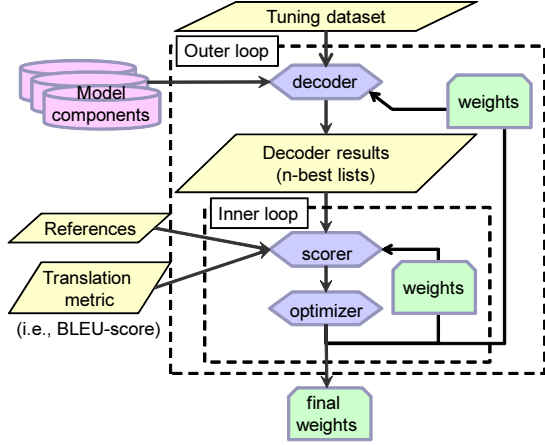 Tuning dataset
Outer loop
decoder
Model
components
weights
Decoder results
(n-best lists)
Inner loop
References
scorer
Translation
metric
(i.e., BLEU-score)
weights
optimizer
final
weights